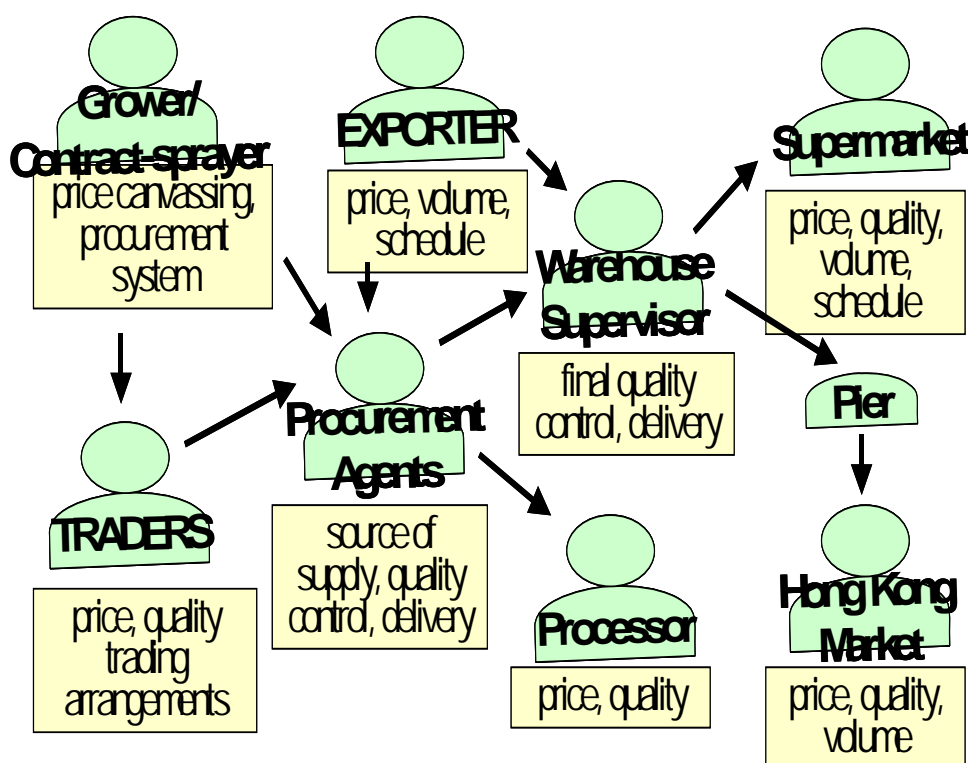 Grower/
Contract-sprayer
price canvassing,
procurement
system
EXPORTER
price, volume,
schedule
Supermarket
price, quality,
volume,
schedule
Warehouse
Supervisor
final quality
control, delivery
Pier
Procurement
Agents
source of
supply, quality
control, delivery
TRADERS
price, quality
trading
arrangements
Processor
price, quality
Hong Kong
Market
price, quality,
volume